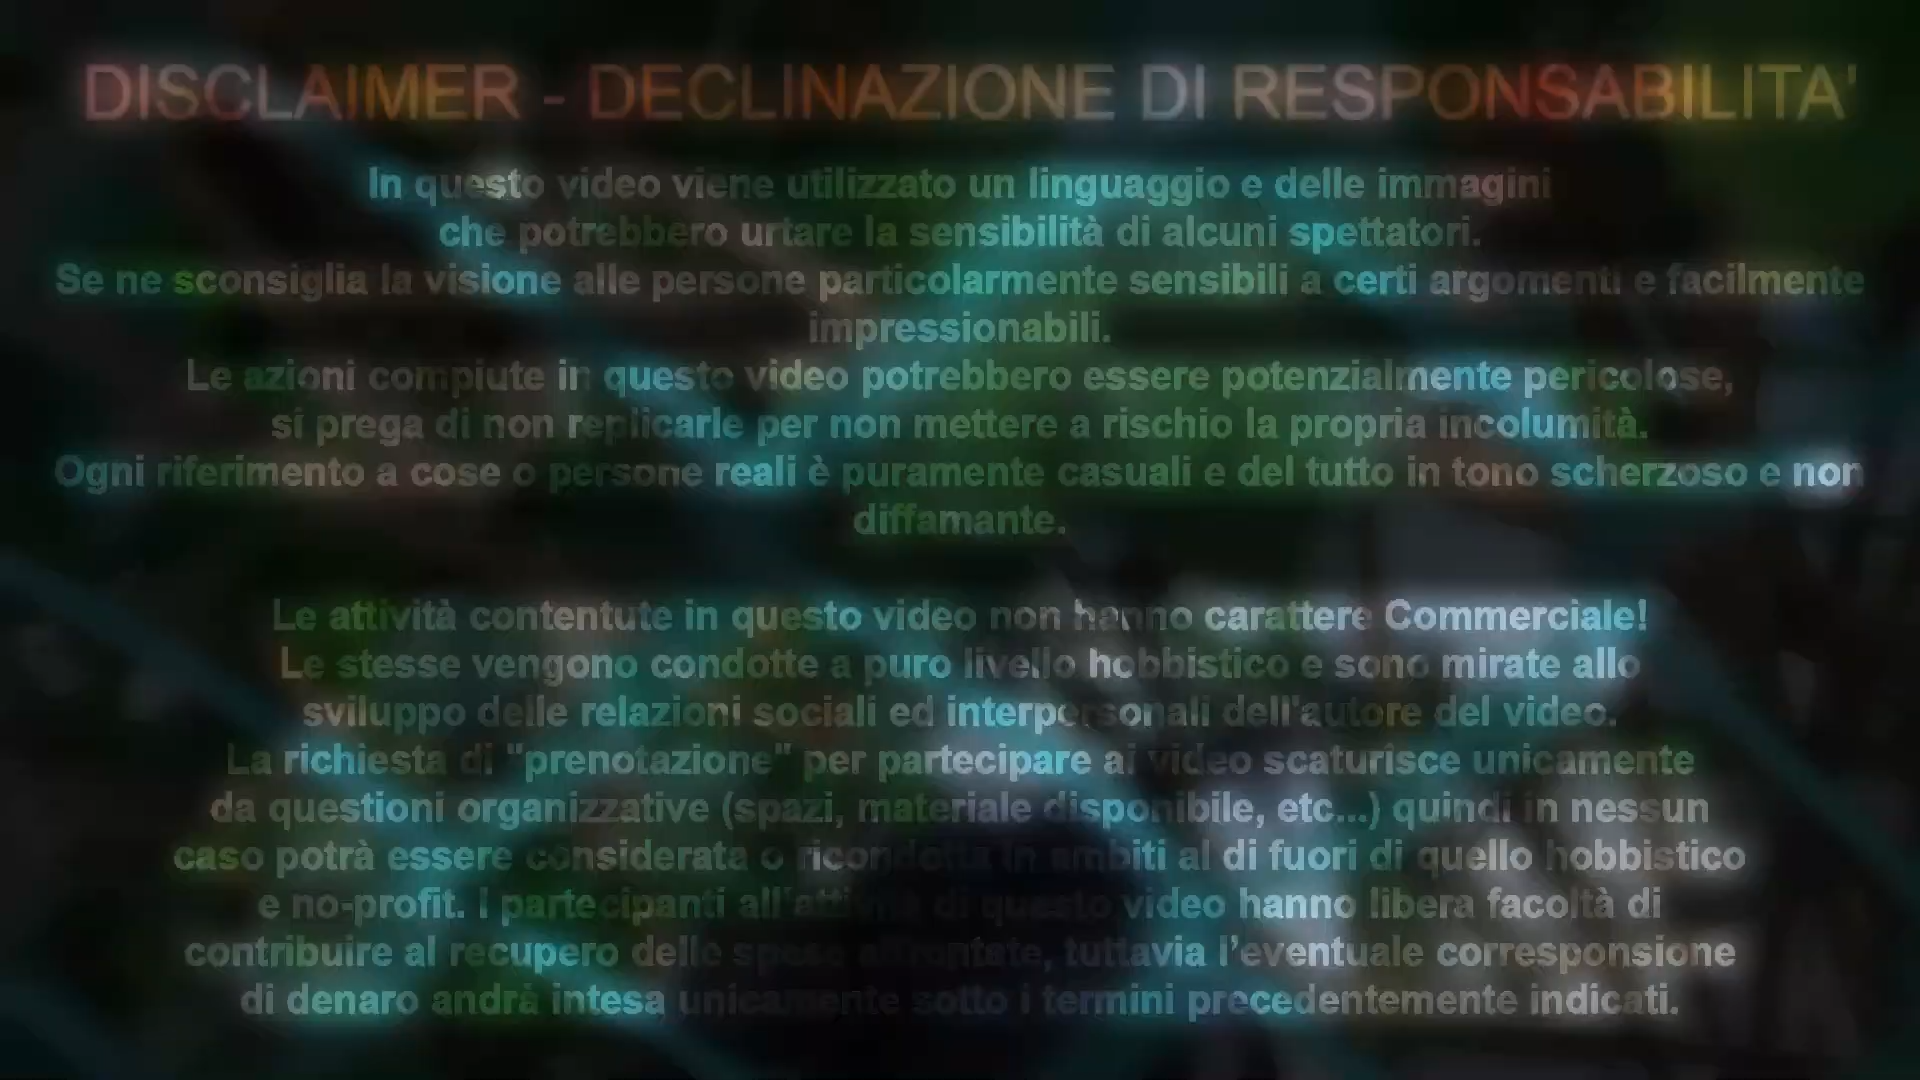 DISCLAIMER - DECLINAZIONE DI RESPONSABILITA'
In questo video viene utilizzato un linguaggio e delle immagini
che potrebbero urtare la sensibilità di alcuni spettatori.
Se ne sconsiglia la visione alle persone particolarmente sensibili a certi argomenti e facilmente
impressionabili.
Le azioni compiute in questo video potrebbero essere potenzialmente pericolose,
si prega di non replicarle per non mettere a rischio la propria incolumità.
Ogni riferimento a cose o persone reali è puramente casuali e del tutto in tono scherzoso e non
diffamante.
Le attività contentute in questo video non hanno carattere Commerciale!
Le stesse vengono condotte a puro livello hobbistico e sono mirate allo
sviluppo delle relazioni sociali ed interpersonali dell'autore del video.
La richiesta di "prenotazione" per partecipare ai video scaturisce unicamente
da questioni organizzative (spazi, materiale disponibile, etc...) quindi in nessun
caso potrà essere considerata o ricondotta in ambiti al di fuori di quello hobbistico
e no-profit. I partecipanti all'attività di questo video hanno libera facoltà di
contribuire al recupero delle spese affrontate, tuttavia l'eventuale corresponsione
di denaro andrà intesa unicamente sotto i termini precedentemente indicati.